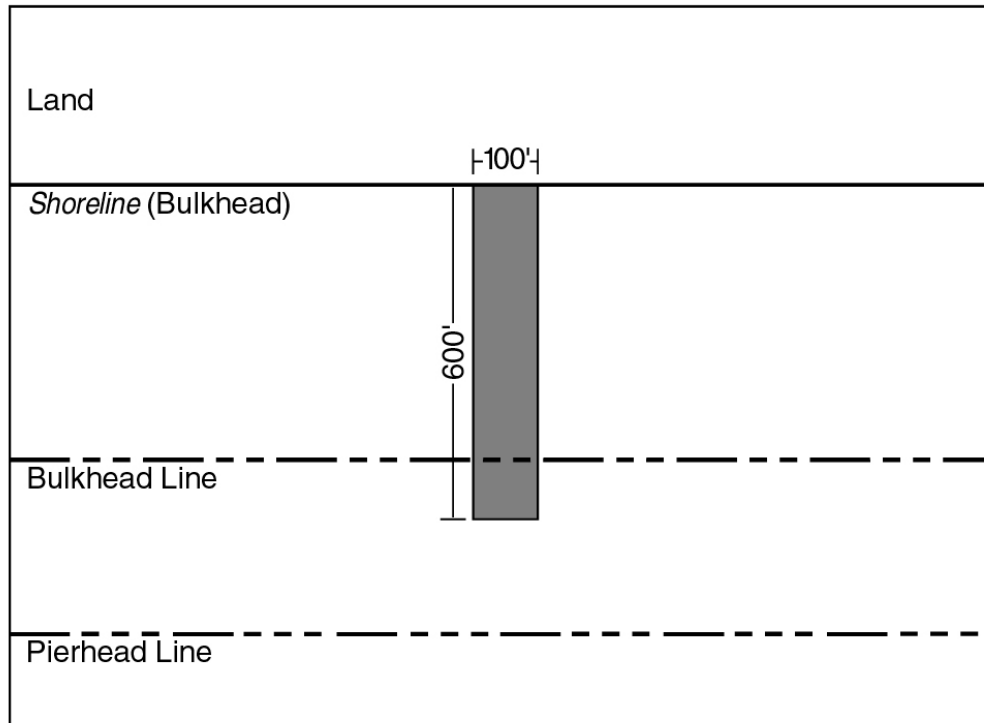 Land
100'
Shoreline (Bulkhead)
600'
Bulkhead Line
Pierhead Line